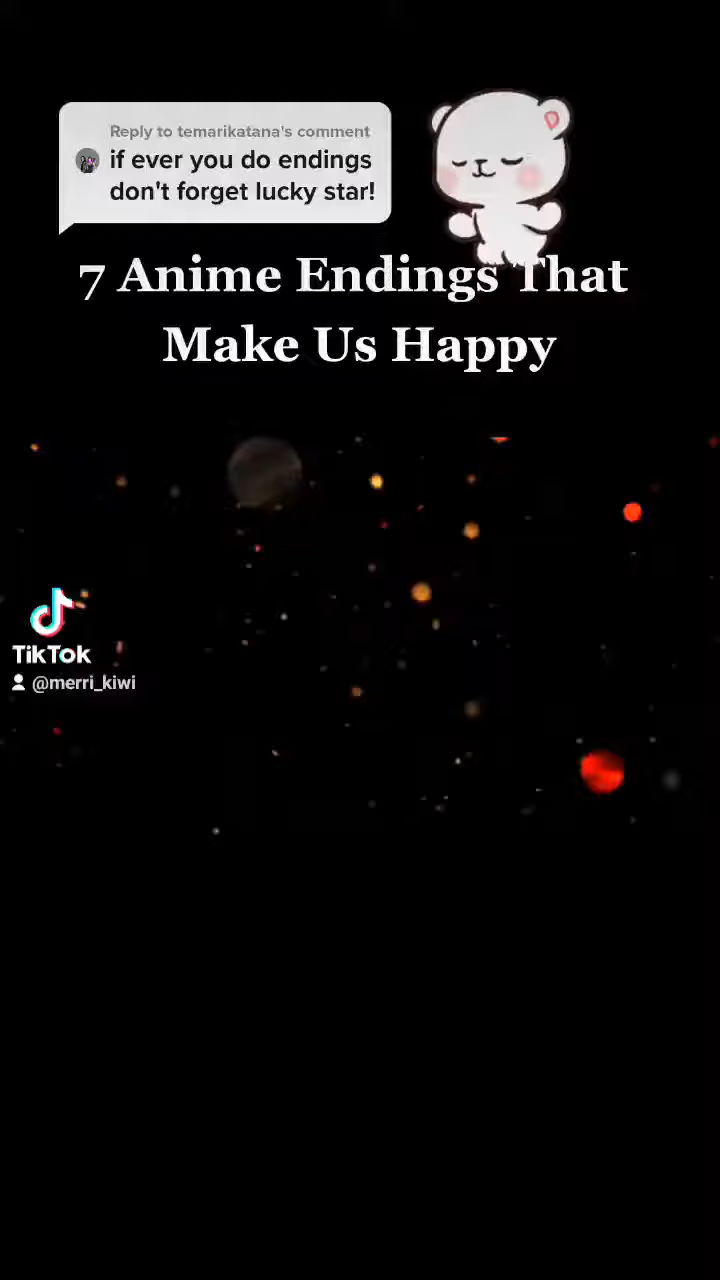 Reply to temarikatana's comment
if ever you do endings
don't forget lucky star!
7 Anime Endings That
Make Us Happy
TikTok
@merri_kiwi